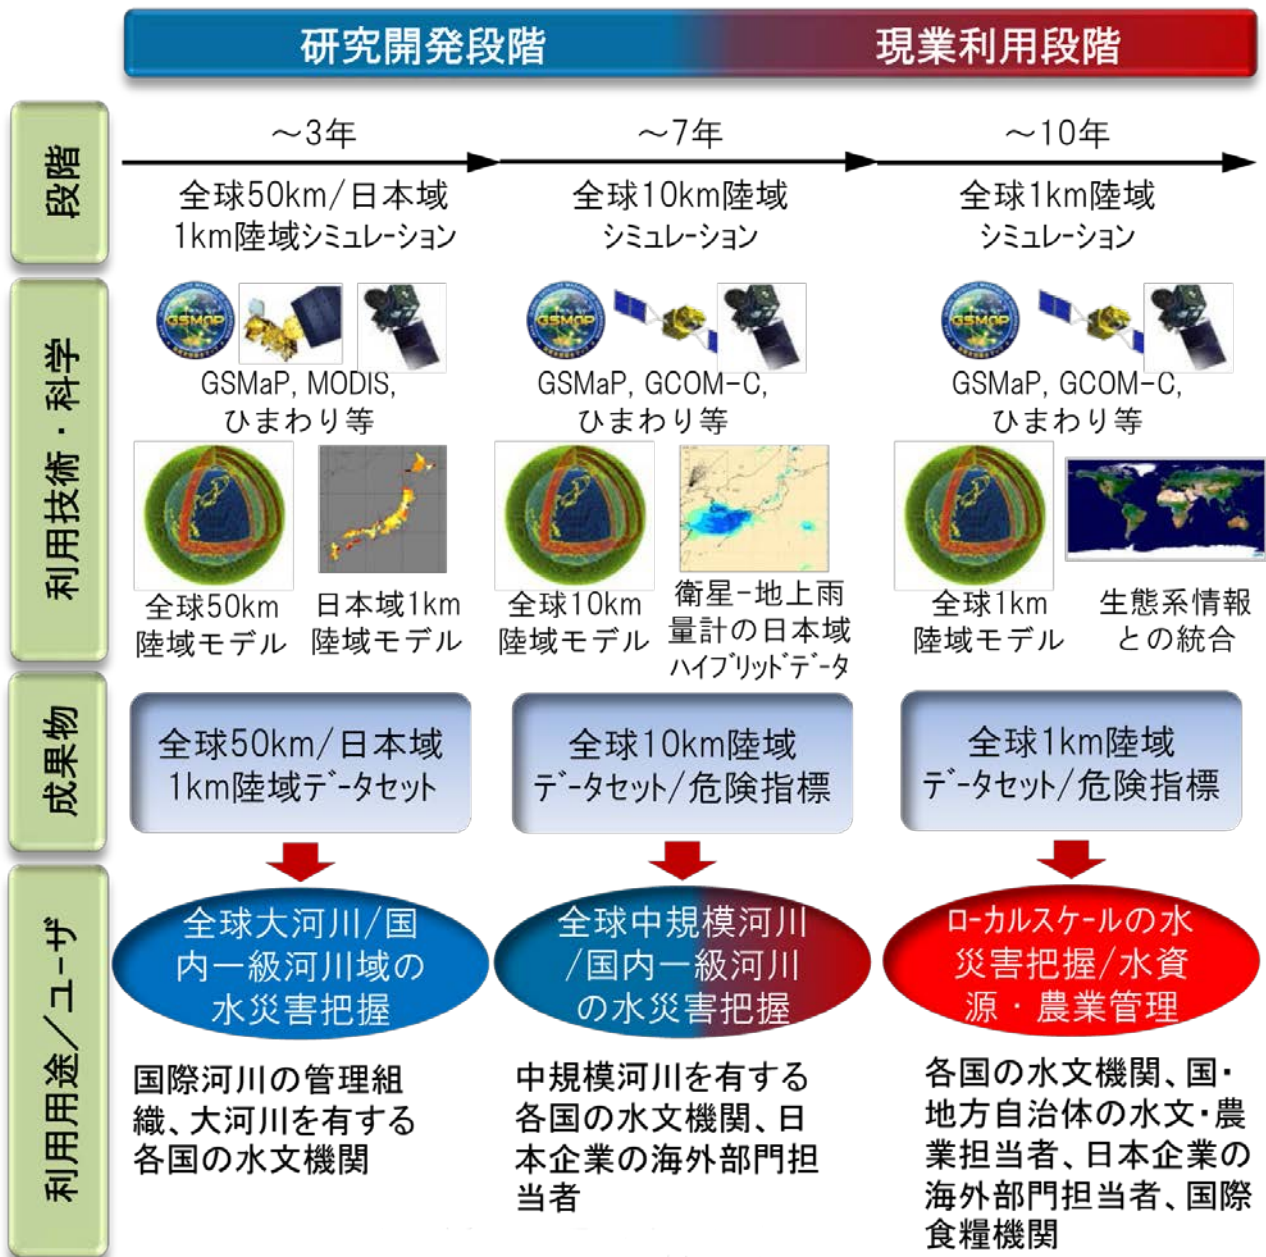 研究開発段階
現業利用段階
段階
～3年
～7年
～10年
全球50km/日本域
1km陸域ｼﾐｭﾚｰｼｮﾝ
全球10km陸域
ｼﾐｭﾚｰｼｮﾝ
全球1km陸域
ｼﾐｭﾚｰｼｮﾝ
利用技術・科学
GSMaP
GSMaP
GSMaP
GSMaP, MODIS,
ひまわり等
GSMaP, GCOM-C,
ひまわり等
GSMaP, GCOM-C,
ひまわり等
全球50km
陸域モデル
日本域1km
陸域モデル
全球10km
陸域モデル
衛星-地上雨
量計の日本域
ﾊｲﾌﾞﾘｯﾄﾞﾃﾞｰﾀ
全球1km
陸域モデル
生態系情報
との統合
成果物
全球50km/日本域
1km陸域ﾃﾞｰﾀｾｯﾄ
全球10km陸域
ﾃﾞｰﾀｾｯﾄ/危険指標
全球1km陸域
ﾃﾞｰﾀｾｯﾄ/危険指標
利用用途／ユーザ
全球大河川/国
内一級河川域の
水災害把握
全球中規模河川
/国内一級河川
の水災害把握
ﾛｰｶﾙｽｹｰﾙの水
災害把握/水資
源・農業管理
国際河川の管理組
織、大河川を有する
各国の水文機関
中規模河川を有する
各国の水文機関、日
本企業の海外部門担
当者
各国の水文機関、国・
地方自治体の水文・農
業担当者、日本企業の
海外部門担当者、国際
食糧機関